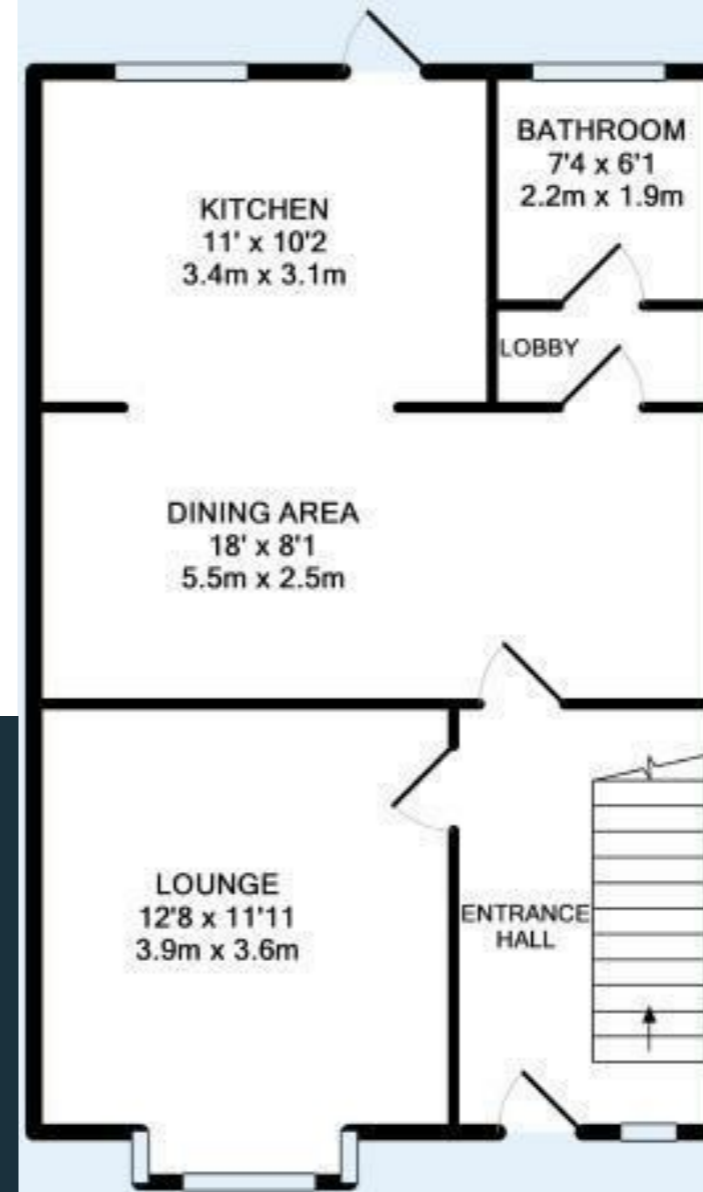 KITCHEN
11' x 10'2
3.4m x 3.1m
BATHROOM
7'4 x 6'1
2.2m x 1.9m
LOBBY
DINING AREA
18' x 8'1
5.5m x 2.5m
LOUNGE
12'8 x 11'11
3.9m x 3.6m
ENTRANCE
HALL